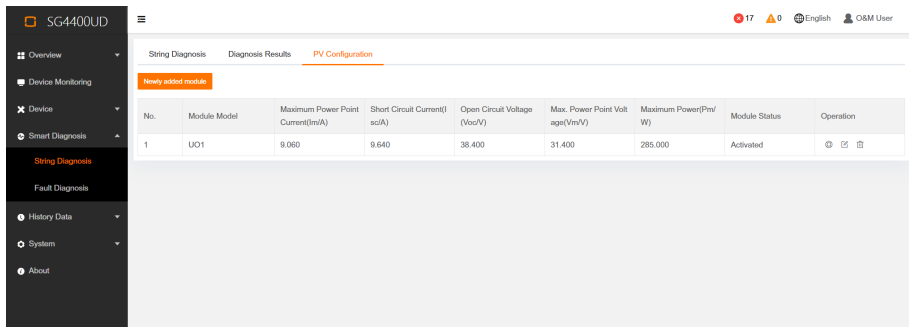 SG4400UD
17
0
English
O&M User
Overview
Device Monitoring
Device
Smart Diagnosis
String Diagnosis
Fault Diagnosis
History Data
System
About
String Diagnosis
Diagnosis Results
PV Configuration
Newly added module
No.
Module Model
Maximum Power Point
Current(Im/A)
Short Circuit Current(I
sc/A)
Open Circuit Voltage
(Voc/V)
Max. Power Point Volt
age(Vm/V)
Maximum Power(Pm/
W)
Module Status
Operation
1
UO1
9.060
9.640
38.400
31.400
285.000
Activated